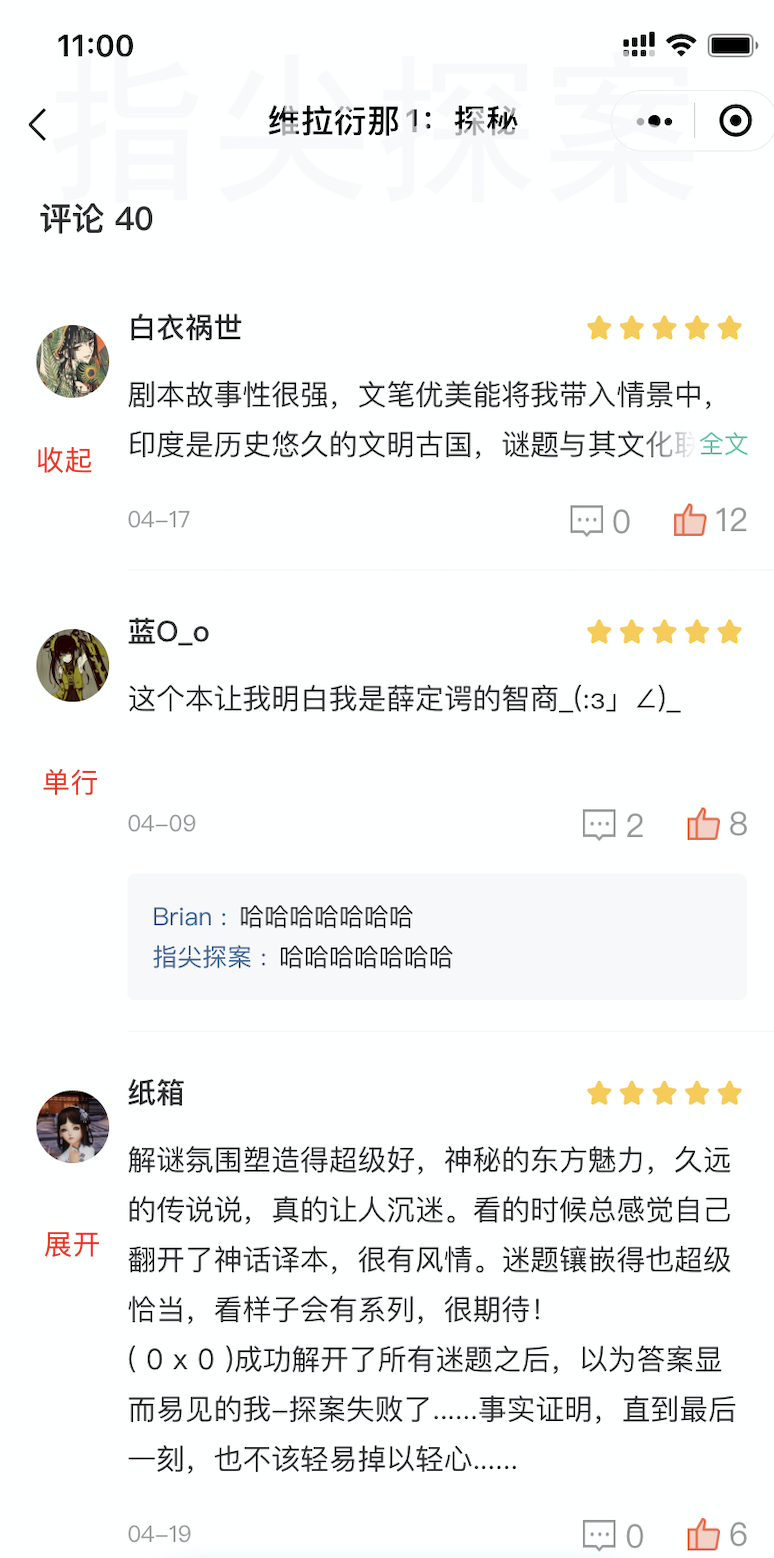 11:00
指尖探案
维拉衍那1：探秘
评论 40
白衣祸世
剧本故事性很强，文笔优美能将我带入情景中，
印度是历史悠久的文明古国，谜题与其文化联全文
收起
04-17
0
12
蓝O_o
这个本让我明白我是薛定谔的智商_(:з」∠)_
单行
04-09
2
8
Brian：哈哈哈哈哈哈哈
指尖探案：哈哈哈哈哈哈哈
纸箱
解谜氛围塑造得超级好，神秘的东方魅力，久远
的传说说，真的让人沉迷。看的时候总感觉自己
翻开了神话译本，很有风情。迷题镶嵌得也超级
恰当，看样子会有系列，很期待！
( 0 x 0 )成功解开了所有迷题之后，以为答案显
而易见的我-探案失败了......事实证明，直到最后
一刻，也不该轻易掉以轻心......
展开
04-19
0
6